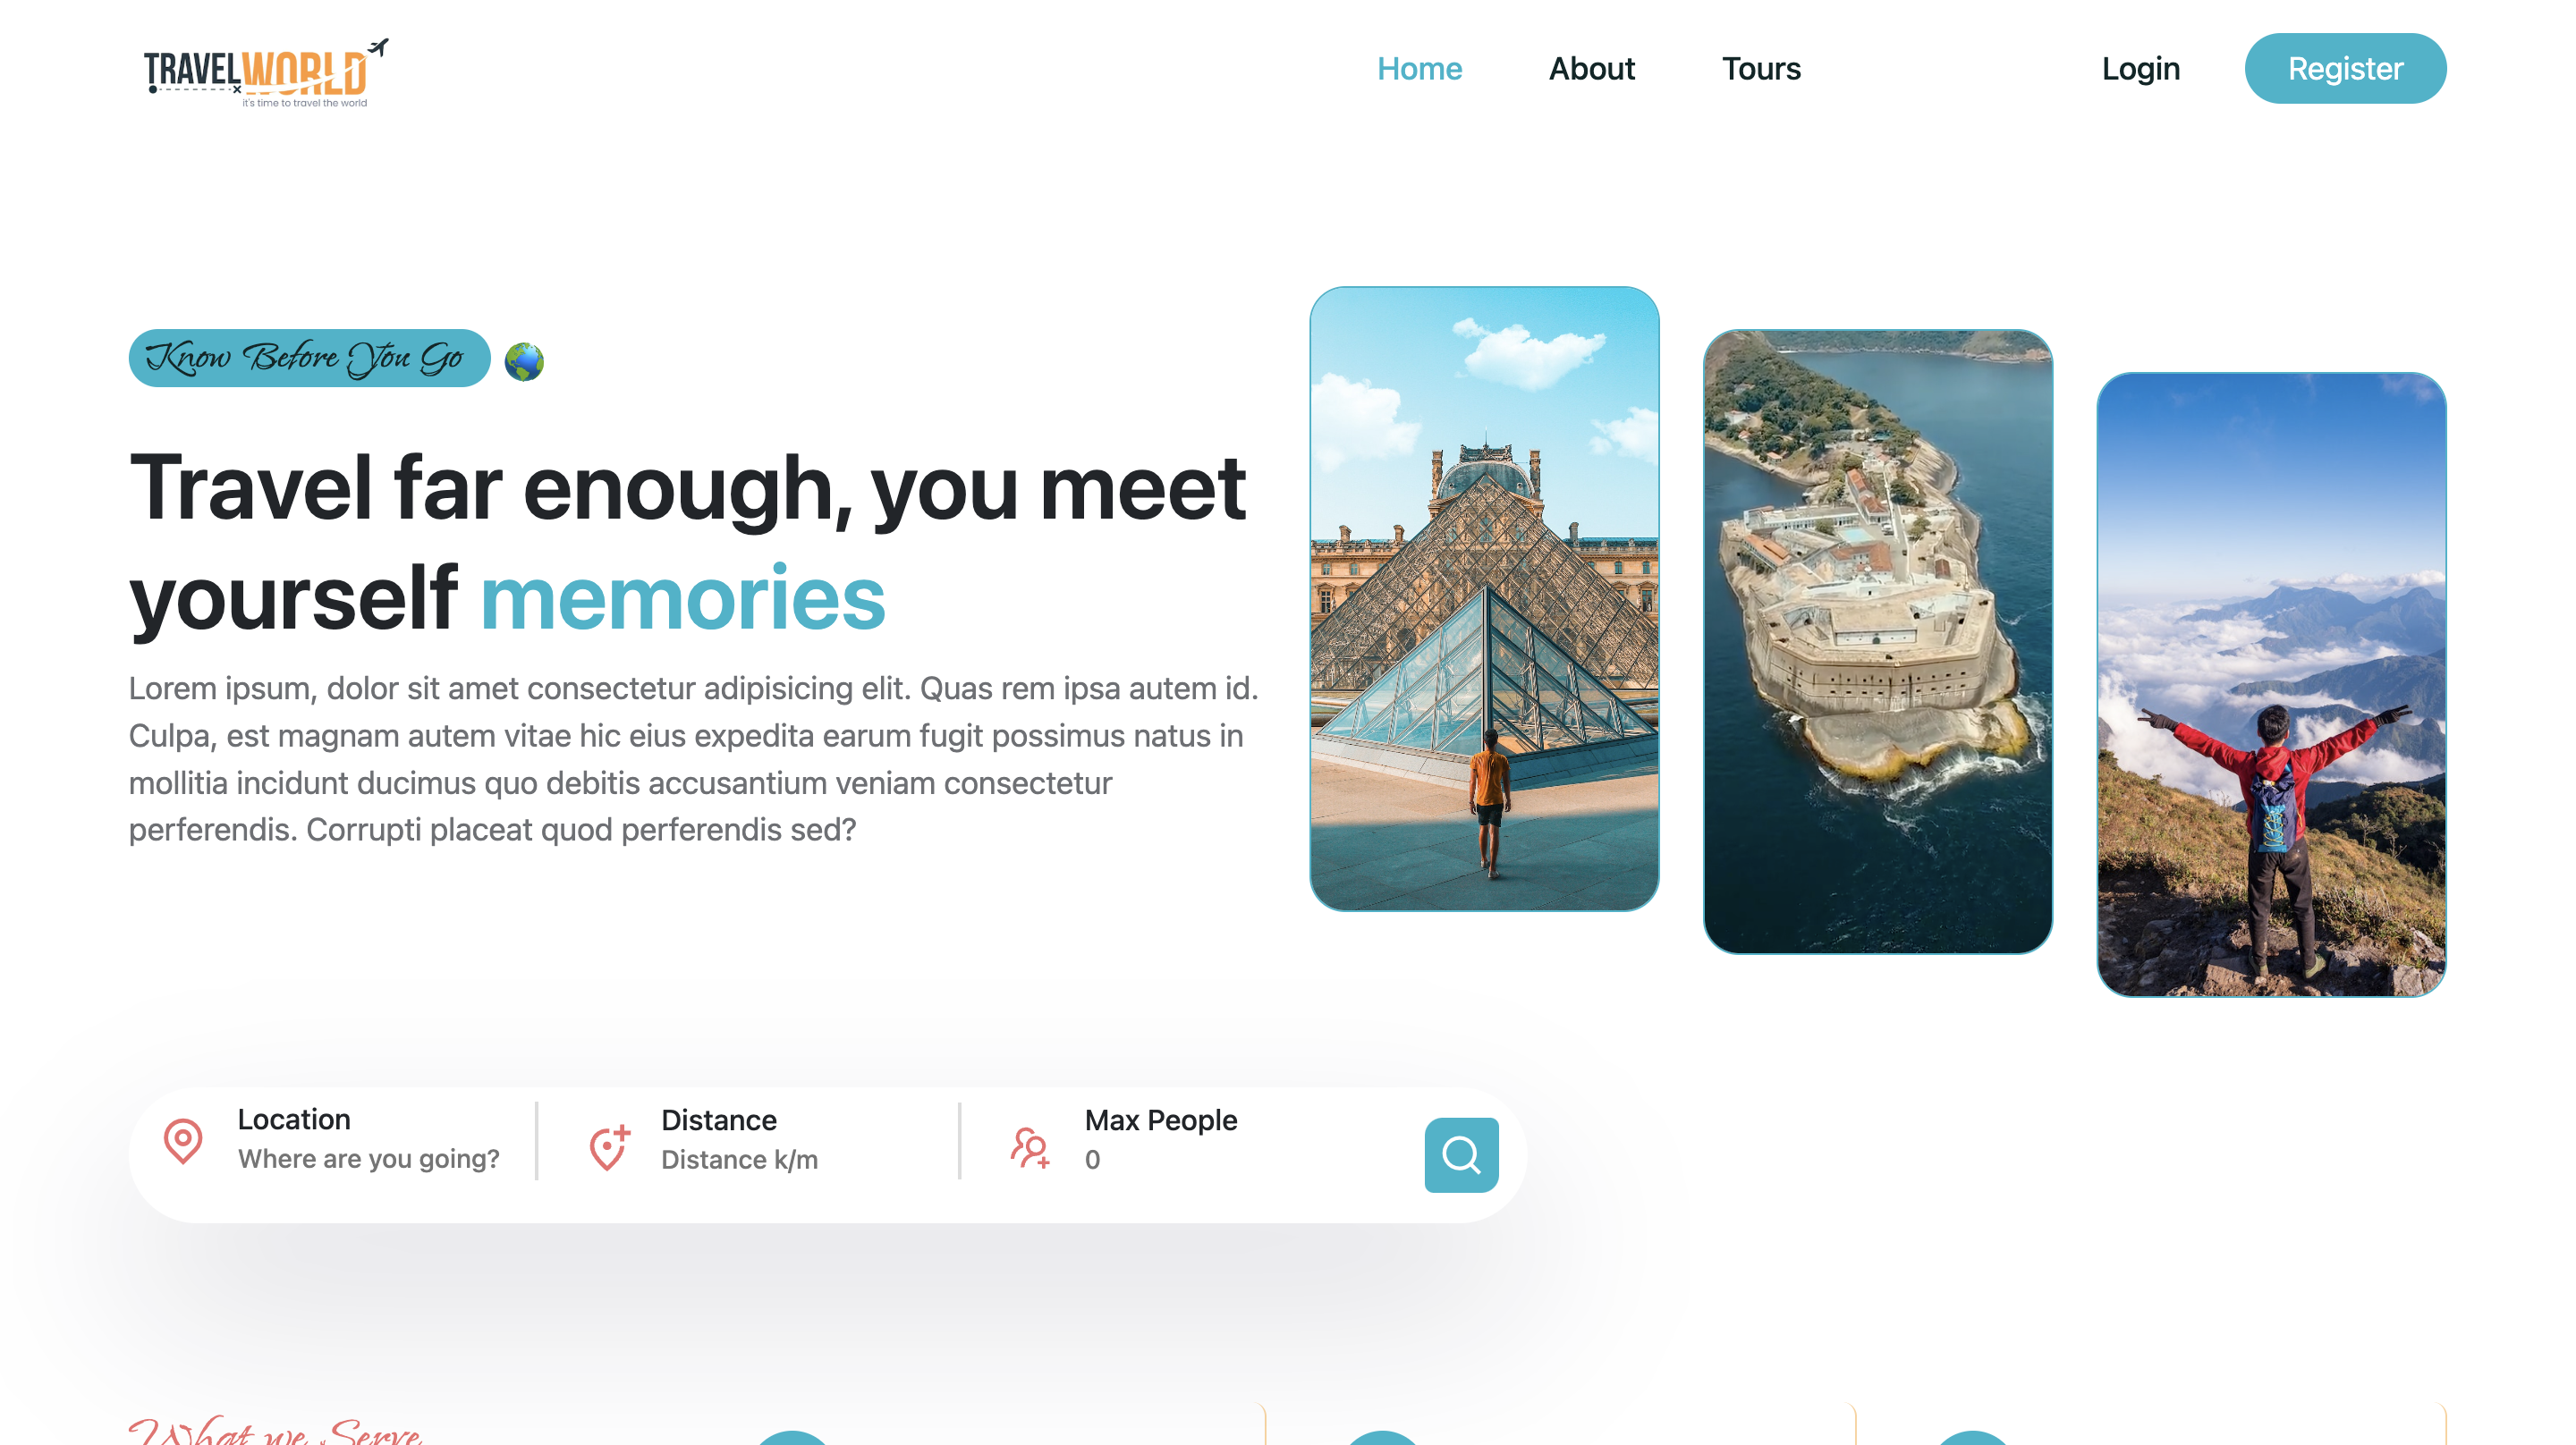 TRAVELWORLD
it's time to travel the world
Home About Tours Login Register
Know Before You Go
Travel far enough, you meet
yourself memories
Lorem ipsum, dolor sit amet consectetur adipisicing elit. Quas rem ipsa autem id.
Culpa, est magnam autem vitae hic eius expedita earum fugit possimus natus in
mollitia incidunt ducimus quo debitis accusantium veniam consectetur
perferendis. Corrupti placeat quod perferendis sed?
Location
Where are you going?
Distance
Distance k/m
Max People
0
What we Serve